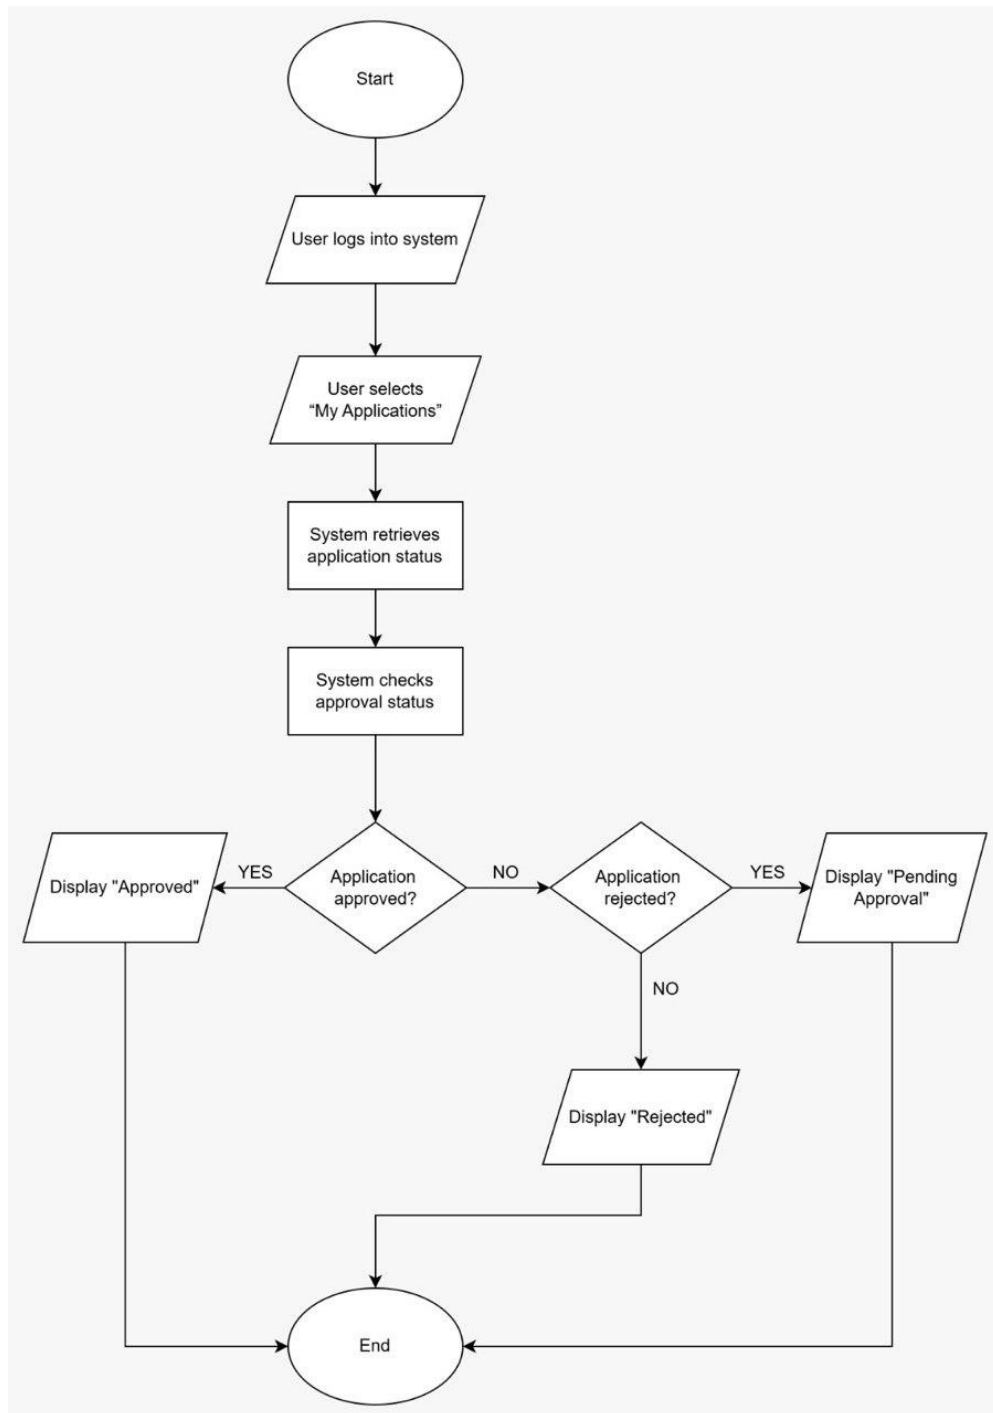 Start
User logs into system
User selects
“My Applications”
System retrieves
application status
System checks
approval status
Display "Approved"
YES
Application
approved?
NO
Application
rejected?
YES
Display "Pending
Approval"
NO
Display "Rejected"
End